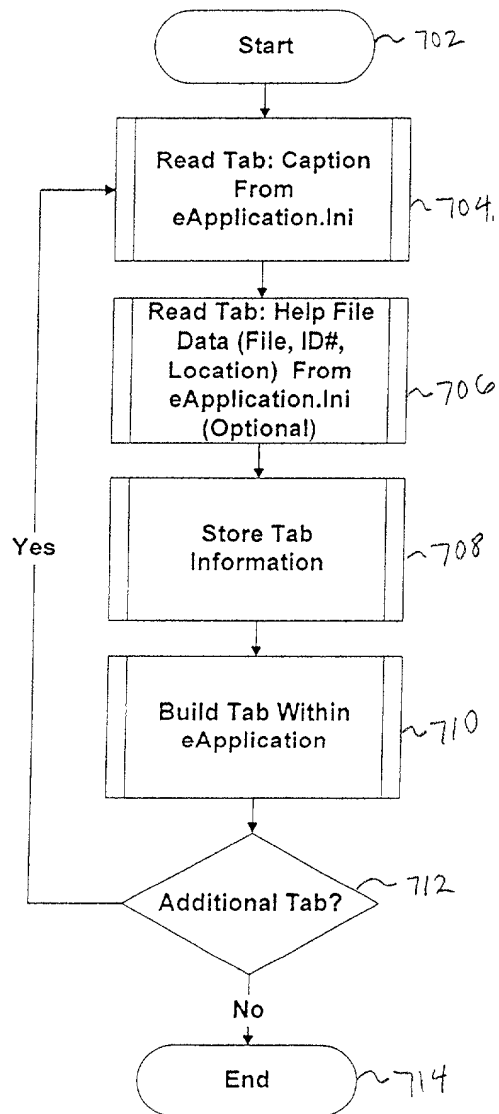 Start
702
Read Tab: Caption
From
eApplication.Ini
704.
Read Tab: Help File
Data (File, ID#,
Location) From
eApplication.Ini
(Optional)
706
Store Tab
Information
708
Yes
Build Tab Within
eApplication
710
Additional Tab?
712
No
End
714